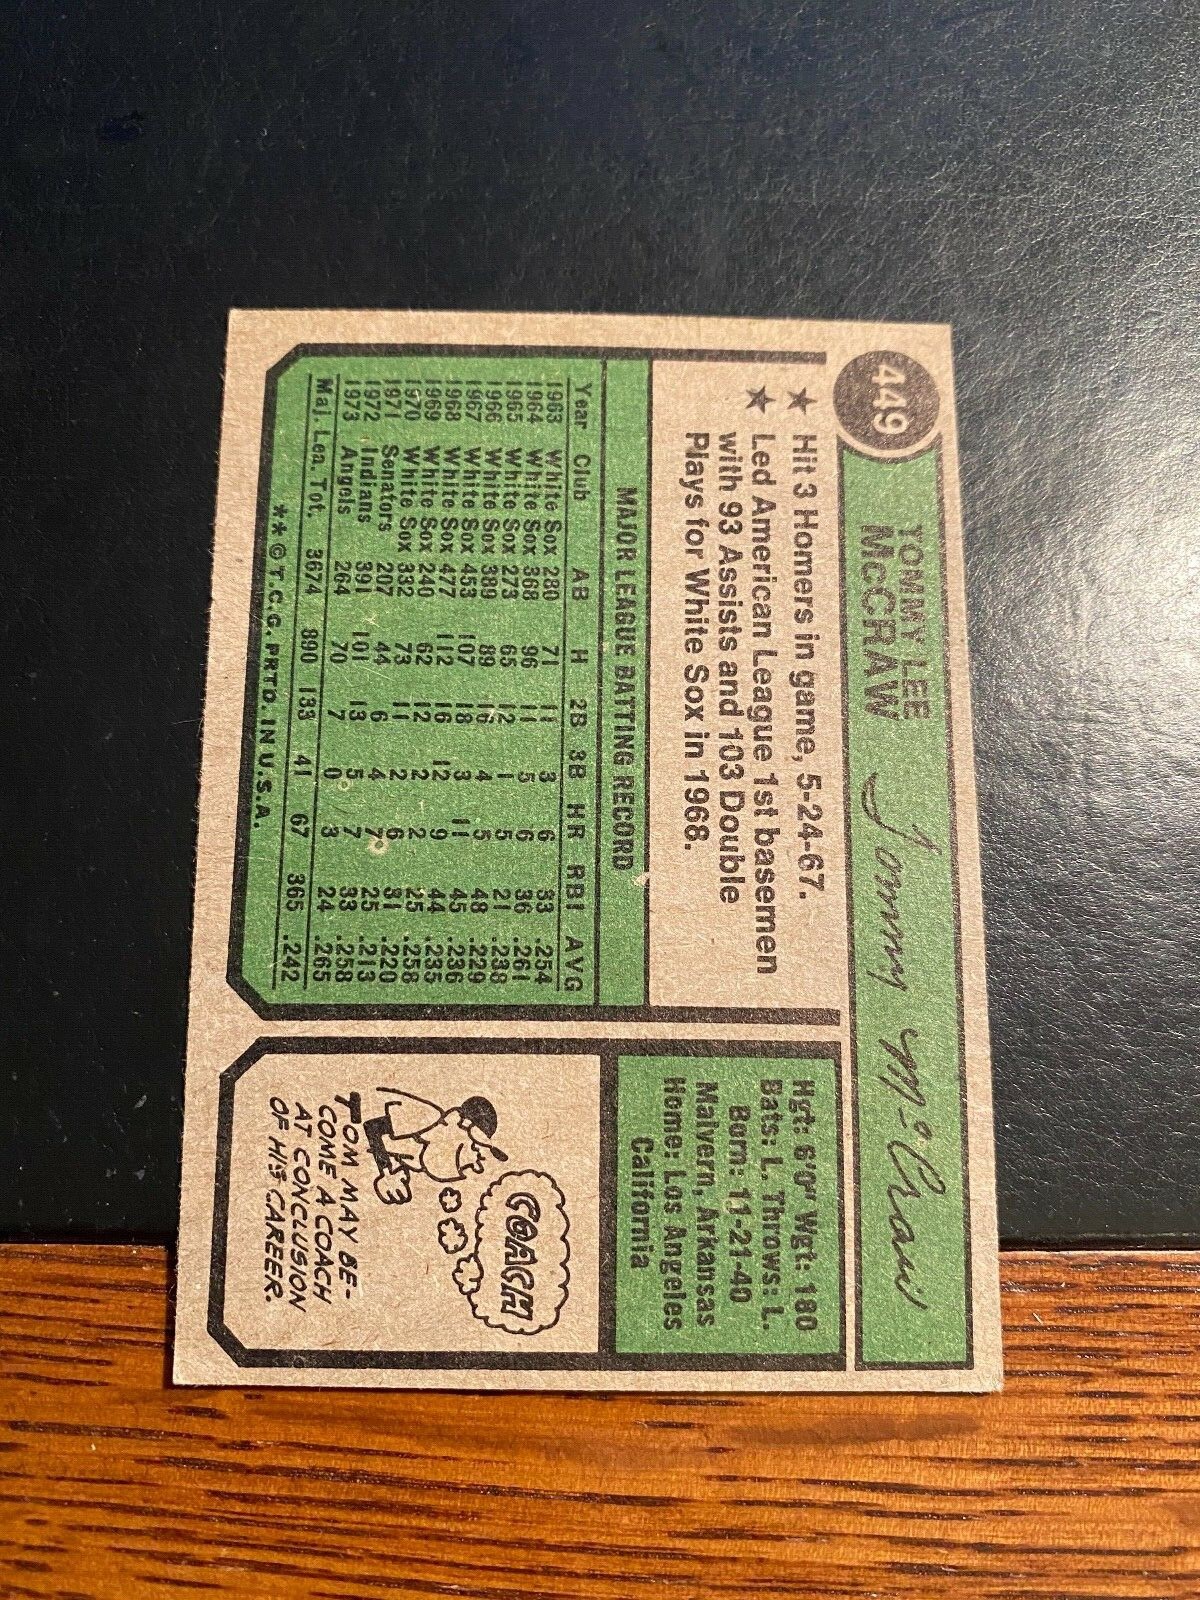 449
TOMMY LEE
McCRAW
Tommy McCraw
★ Hit 3 Homers in game, 5-24-67.
★ Led American League 1st basemen
with 93 Assists and 103 Double
Plays for White Sox in 1968.
MAJOR LEAGUE BATTING RECORD
Year Club AB H 2B 3B HR RBI AVG
1963 White Sox 280 71 11 3 6 33 .254
1964 White Sox 368 96 11 5 6 36 .261
1965 White Sox 273 65 12 1 5 21 .238
1966 White Sox 389 89 16 4 5 48 .229
1967 White Sox 453 107 18 3 11 45 .236
1968 White Sox 477 112 16 12 9 44 .235
1969 White Sox 240 62 12 2 2 25 .258
1970 White Sox 332 73 11 2 6 31 .220
1971 Senators 207 44 6 4 7 25 .213
1972 Indians 391 101 13 5 7 33 .258
1973 Angels 264 70 7 0 3 24 .265
Maj. Lea. Tot. 3674 890 133 41 67 365 .242
**©T.C.G. PRTD. IN U.S.A.
Hgt: 6'0" Wgt: 180
Bats: L. Throws: L.
Born: 11-21-40
Malvern, Arkansas
Home: Los Angeles
California
COACH
TOM MAY BE-
COME A COACH
AT CONCLUSION
OF HIS CAREER.